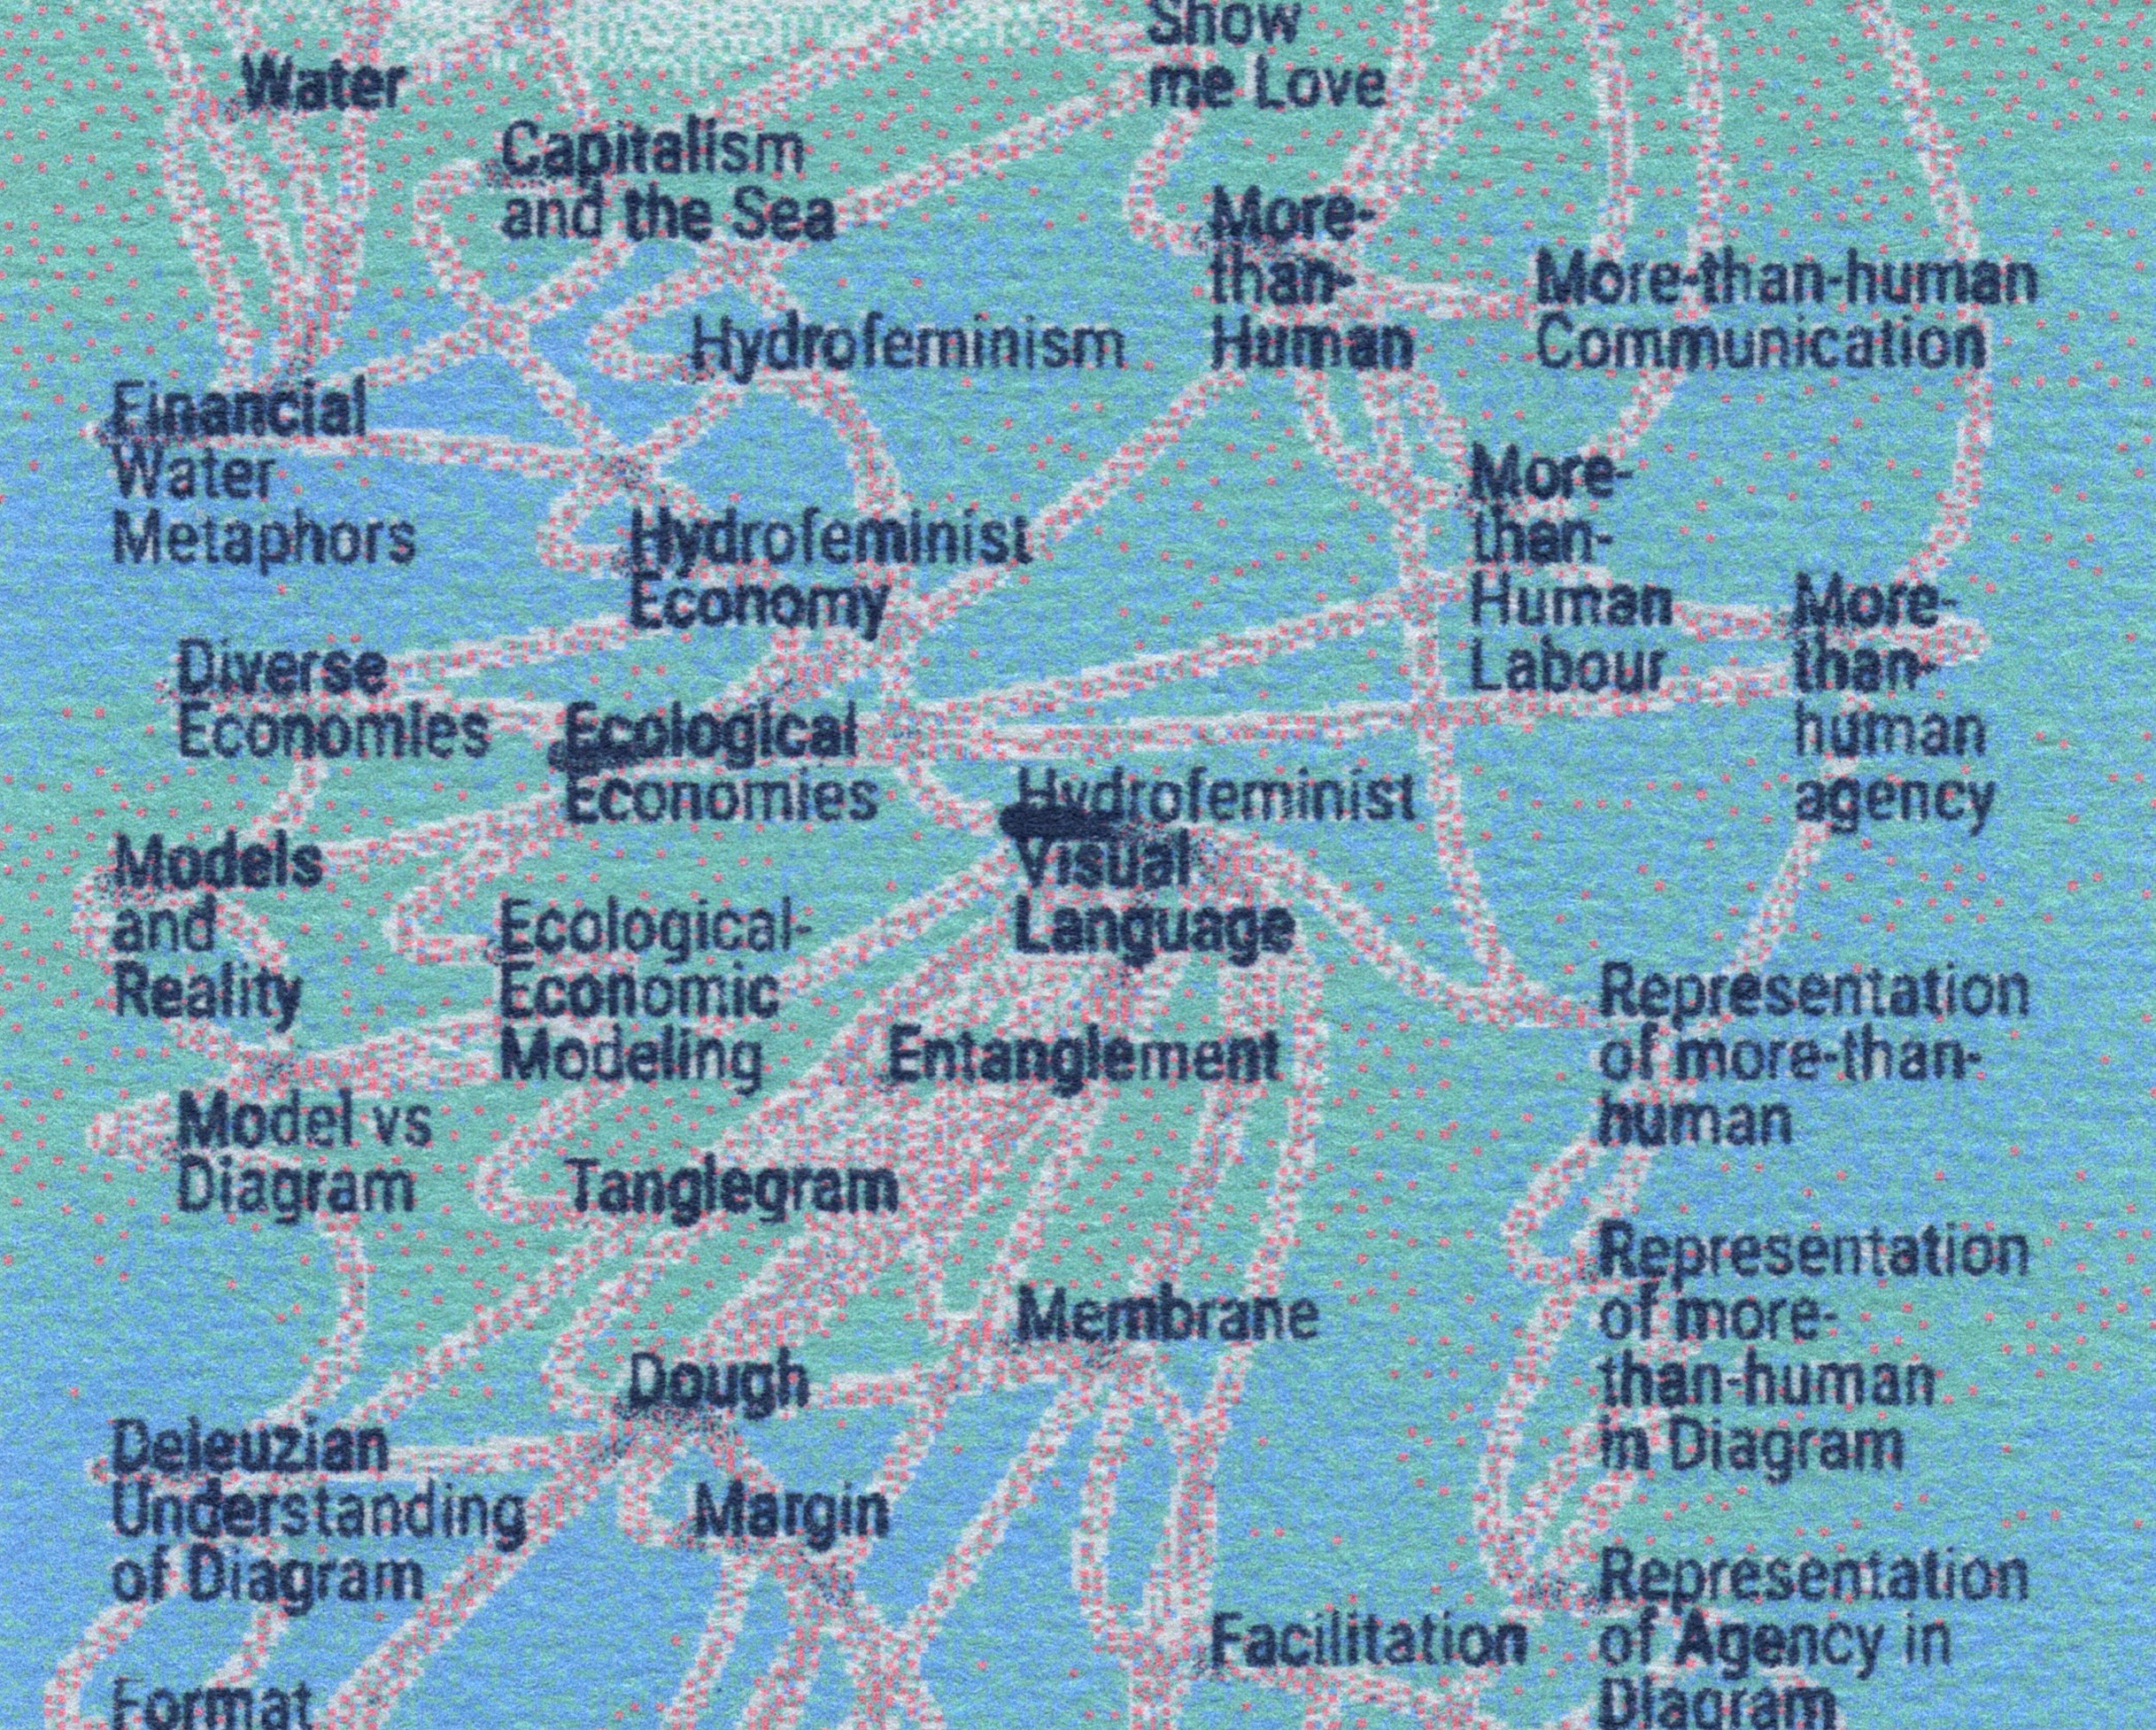 Show
me Love
Water
Capitalism
and the Sea
More-
than-
Human
More-than-human
Communication
Hydrofeminism
Financial
Water
Metaphors
More-
than-
Human
Labour
Hydrofeminist
Economy
More-
than-
human
agency
Diverse
Economies
Ecological
Economies
Hydrofeminist
Visual
Language
Models
and
Reality
Ecological-
Economic
Modeling
Representation
of more-than-
human
Entanglement
Model vs
Diagram
Tanglegram
Representation
of more-
than-human
in Diagram
Membrane
Dough
Deleuzian
Understanding
of Diagram
Margin
Representation
of Agency in
Diagram
Facilitation
Format